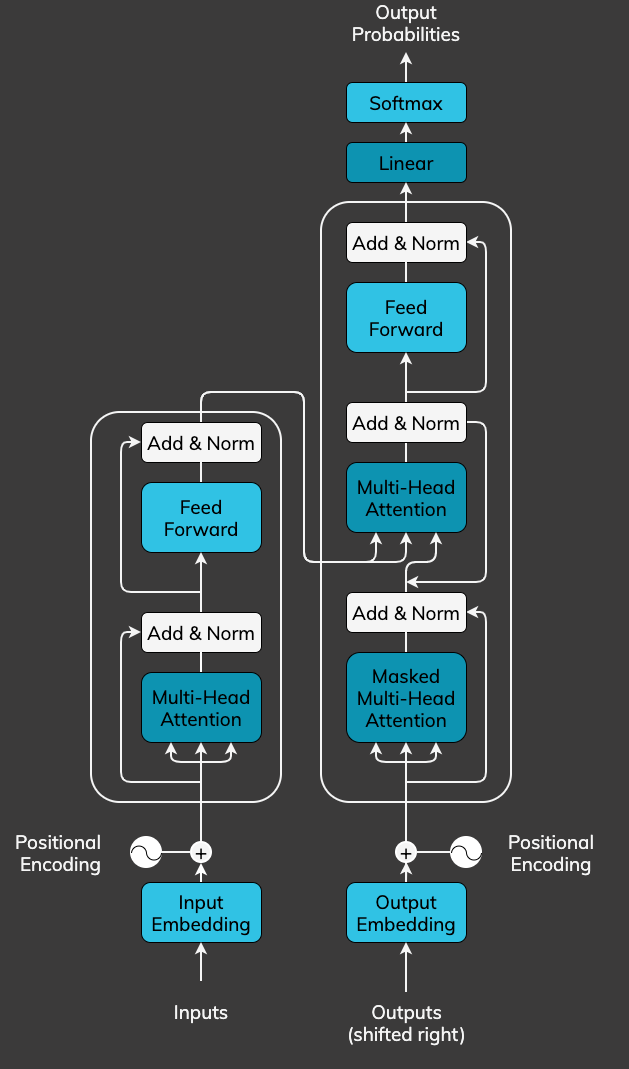 Output
Probabilities
Softmax
Linear
Add & Norm
Feed
Forward
Add & Norm
Multi-Head
Attention
Add & Norm
Masked
Multi-Head
Attention
Add & Norm
Feed
Forward
Add & Norm
Multi-Head
Attention
Positional
Encoding
+
+
Positional
Encoding
Input
Embedding
Output
Embedding
Inputs
Outputs
(shifted right)